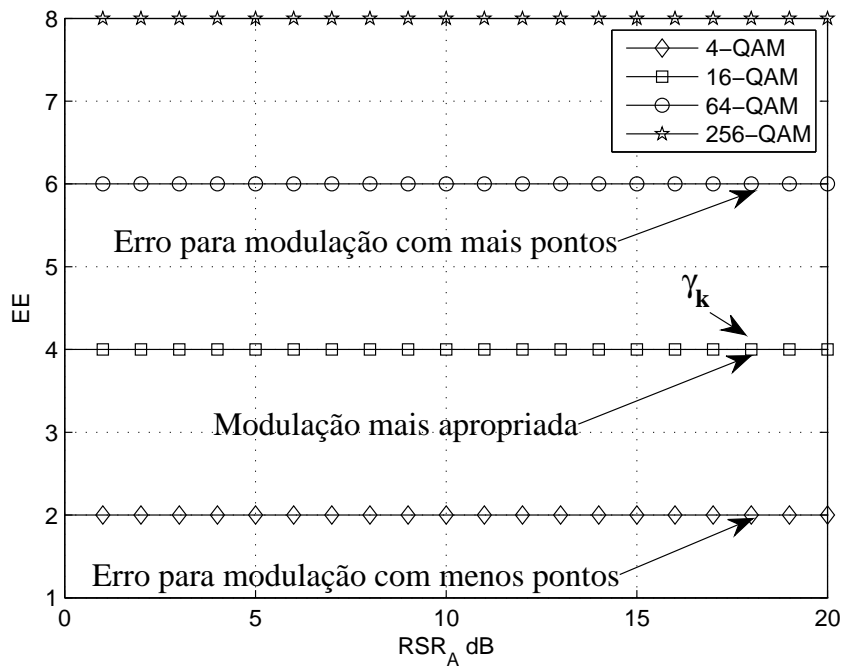 8
7
6
5
4
3
2
1
EE
0
5
10
15
20
RSR_A dB
4−QAM
16−QAM
64−QAM
256−QAM
Erro para modulação com mais pontos
γ_k
Modulação mais apropriada
Erro para modulação com menos pontos